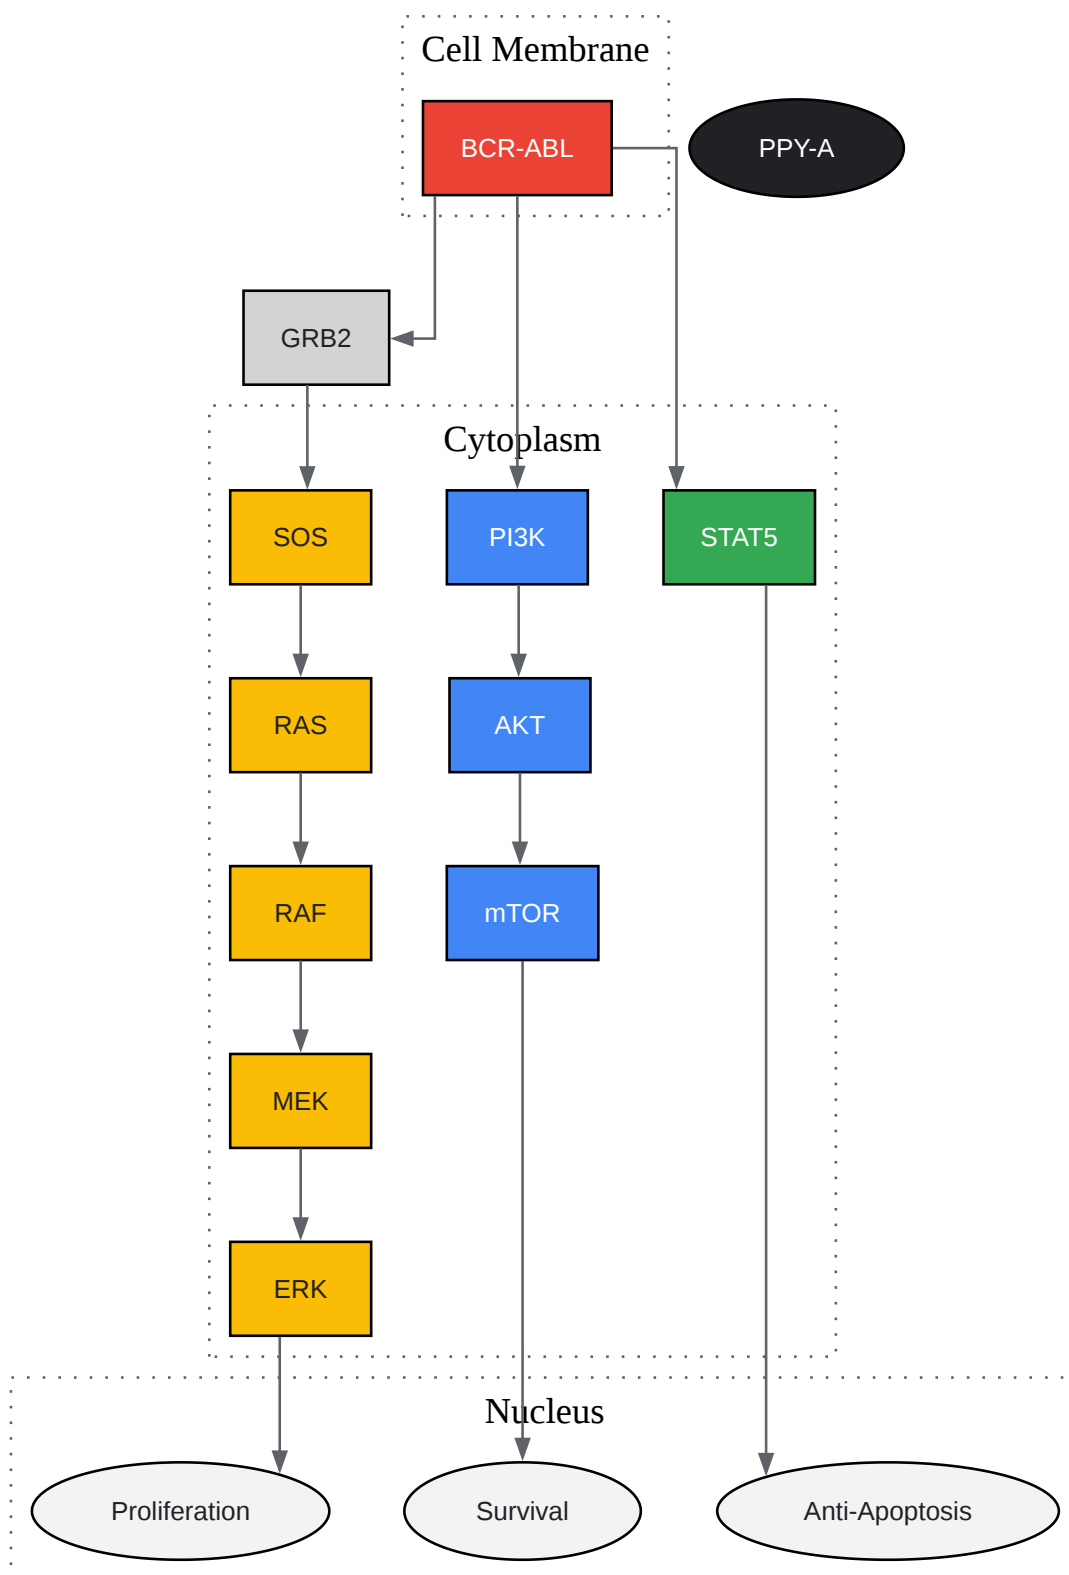 Cell Membrane
BCR-ABL
PPY-A
GRB2
Cytoplasm
SOS
PI3K
STAT5
RAS
AKT
RAF
mTOR
MEK
ERK
Nucleus
Proliferation
Survival
Anti-Apoptosis